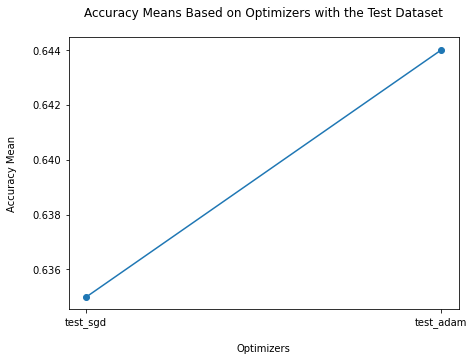 Accuracy Means Based on Optimizers with the Test Dataset
0.644
0.642
0.640
0.638
0.636
Accuracy Mean
test_sgd
test_adam
Optimizers